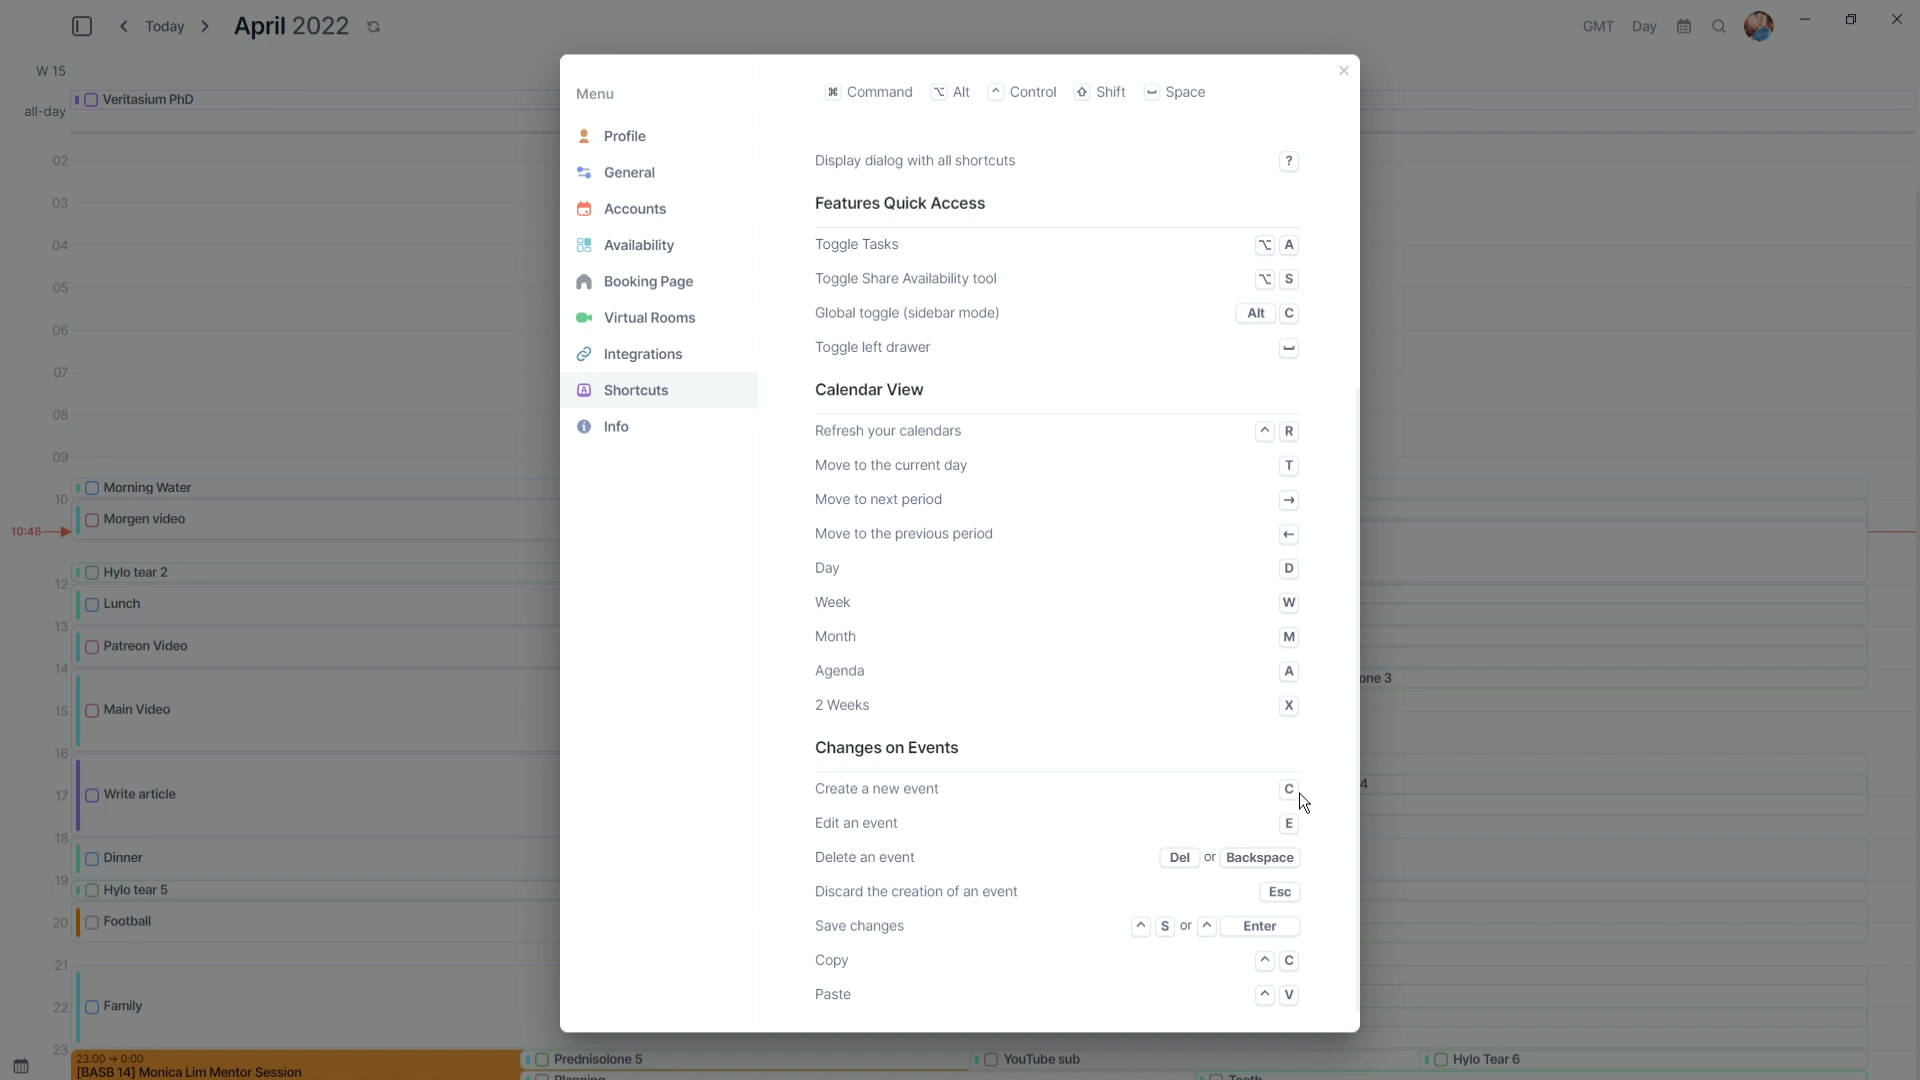 Today
April 2022
GMT
Day
W 15
all-day
Veritasium PhD
02
03
04
05
06
07
08
09
10
10:46
12
13
14
15
16
17
18
19
20
21
22
23
Morning Water
Morgen video
Hylo tear 2
Lunch
Patreon Video
Main Video
Write article
Dinner
Hylo tear 5
Football
Family
23:00 → 0:00
[BASB 14] Monica Lim Mentor Session
Prednisolone 5
YouTube sub
Hylo Tear 6
one 3
4
Menu
Profile
General
Accounts
Availability
Booking Page
Virtual Rooms
Integrations
Shortcuts
Info
⌘ Command ⌥ Alt ^ Control ⇧ Shift ⌴ Space
Display dialog with all shortcuts ?
Features Quick Access
Toggle Tasks ⌥ A
Toggle Share Availability tool ⌥ S
Global toggle (sidebar mode) Alt C
Toggle left drawer ⌴
Calendar View
Refresh your calendars ^ R
Move to the current day T
Move to next period →
Move to the previous period ←
Day D
Week W
Month M
Agenda A
2 Weeks X
Changes on Events
Create a new event C
Edit an event E
Delete an event Del or Backspace
Discard the creation of an event Esc
Save changes ^ S or ^ Enter
Copy ^ C
Paste ^ V